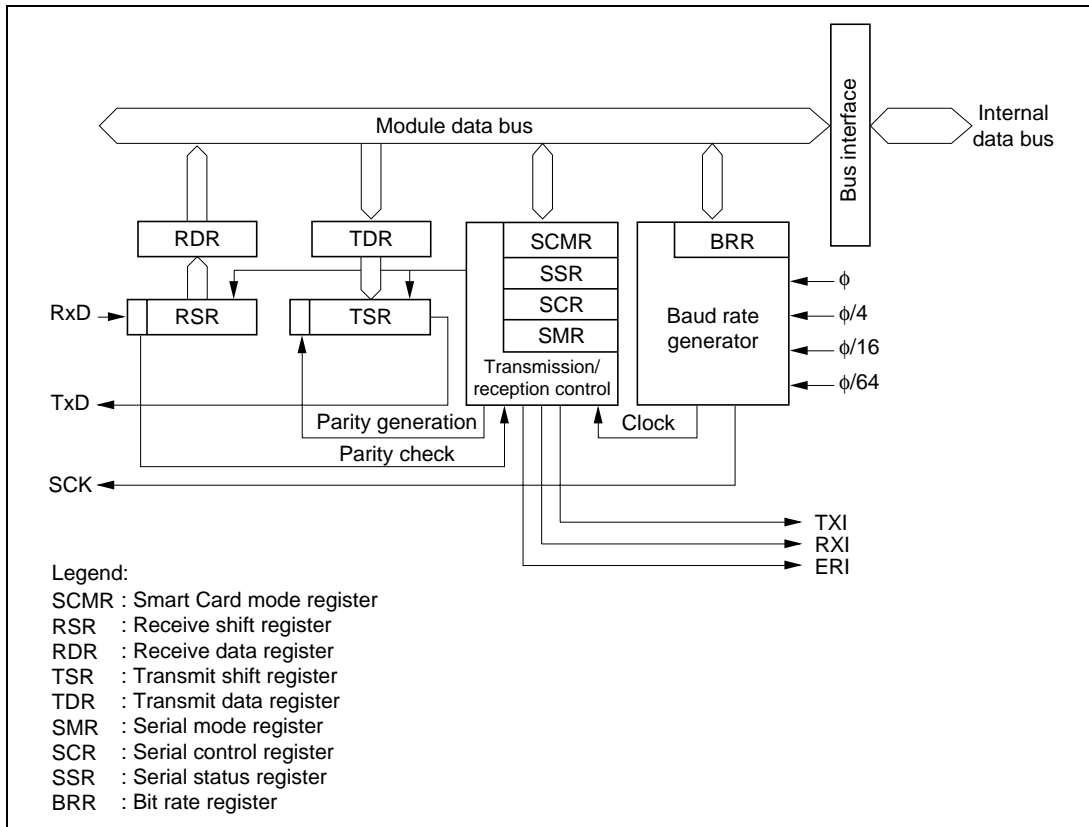 Module data bus
Bus interface
Internal
data bus
RDR
TDR
SCMR
BRR
SSR
SCR
SMR
RxD
RSR
TSR
Baud rate
generator
ϕ
ϕ/4
ϕ/16
ϕ/64
Transmission/
reception control
TxD
Parity generation
Clock
Parity check
SCK
TXI
RXI
ERI
Legend:
SCMR : Smart Card mode register
RSR : Receive shift register
RDR : Receive data register
TSR : Transmit shift register
TDR : Transmit data register
SMR : Serial mode register
SCR : Serial control register
SSR : Serial status register
BRR : Bit rate register